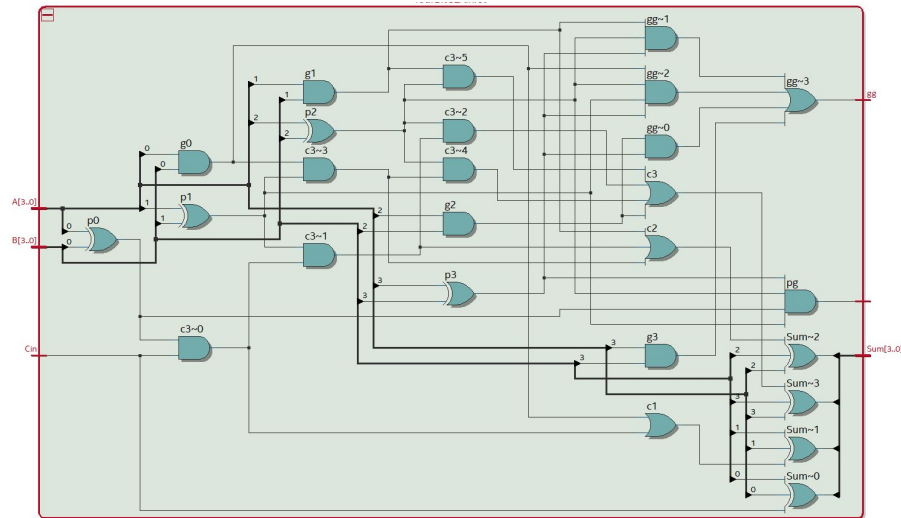 gg~1
c3~5
g1
gg~2
gg~3
1
gg
1
p2
c3~2
2
2
gg~0
g0
c3~3
c3~4
0
0
c3
p1
g2
A[3..0]
1
2
p0
0
1
2
c2
c3~1
B[3..0]
0
p3
3
pg
3
c3~0
Sum~2
g3
Cin
3
2
Sum[3..0]
3
2
Sum~3
3
3
c1
Sum~1
1
1
Sum~0
0
0